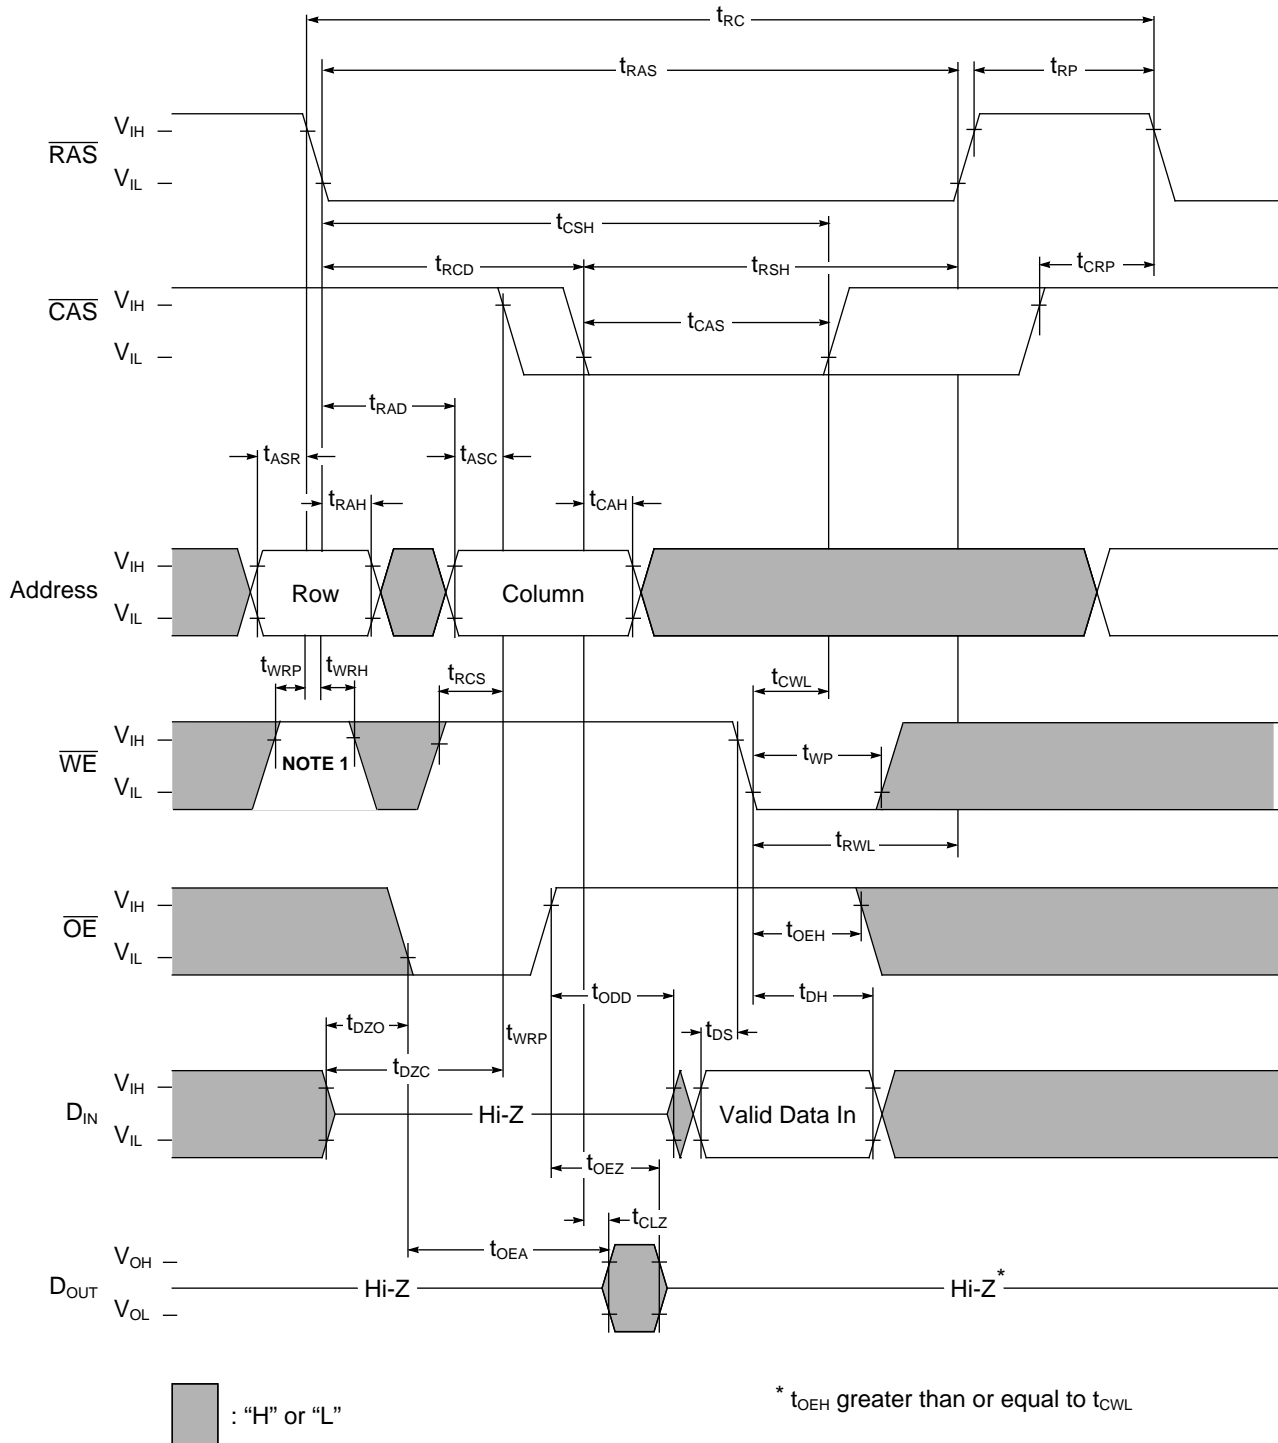 tRC
tRAS
tRP
VIH
RAS
VIL
tCSH
tRCD
tRSH
tCRP
VIH
CAS
tCAS
VIL
tRAD
tASR
tASC
tRAH
tCAH
VIH
Address
Row
Column
VIL
tWRP
tWRH
tRCS
tCWL
VIH
WE
NOTE 1
tWP
VIL
tRWL
VIH
OE
tOEH
VIL
tODD
tDH
tDZO
tWRP
tDS
tDZC
VIH
DIN
Hi-Z
Valid Data In
VIL
tOEZ
tCLZ
tOEA
VOH
DOUT
Hi-Z
Hi-Z*
VOL
: “H” or “L”
* tOEH greater than or equal to tCWL